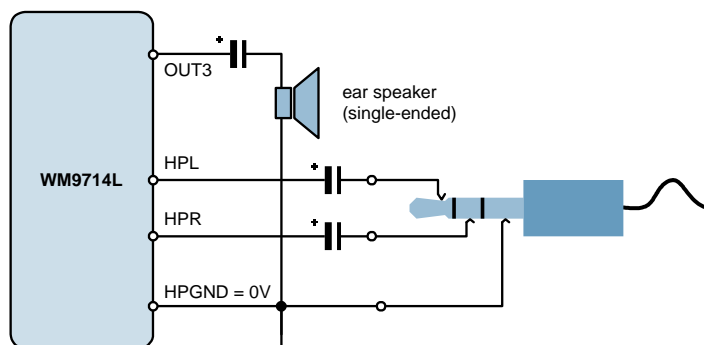 OUT3
ear speaker
(single-ended)
HPL
WM9714L
HPR
HPGND = 0V